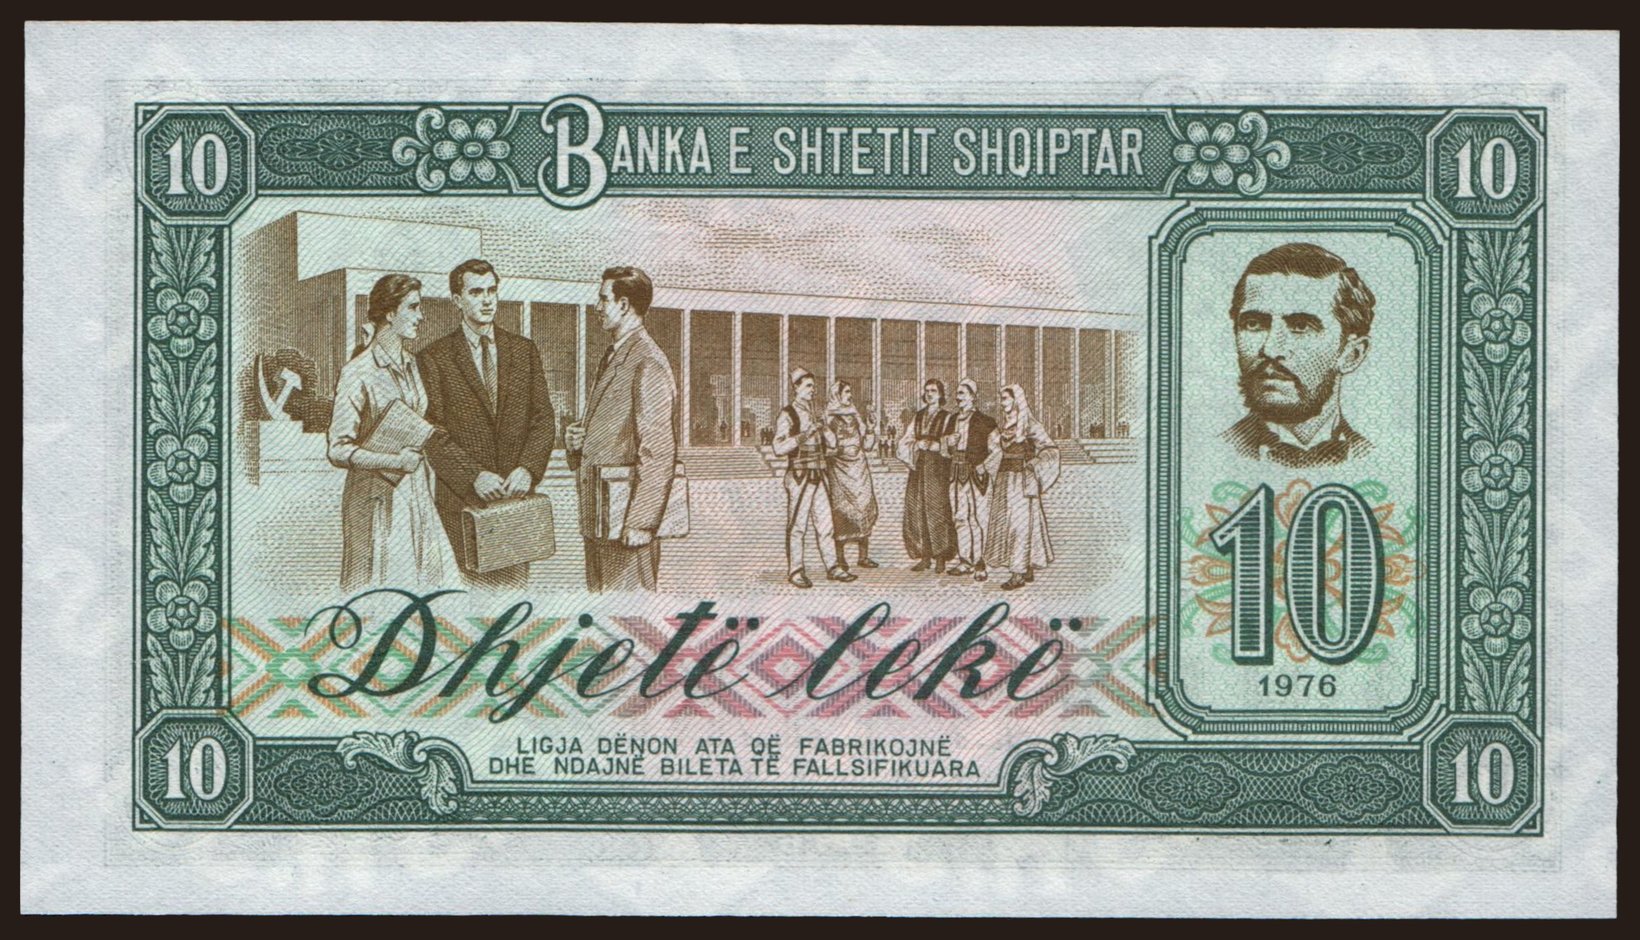 10
BANKA E SHTETIT SHQIPTAR
10
Dhjetë lekë
10
1976
LIGJA DËNON ATA QË FABRIKOJNË
DHE NDAJNË BILETA TË FALLSIFIKUARA
10
10